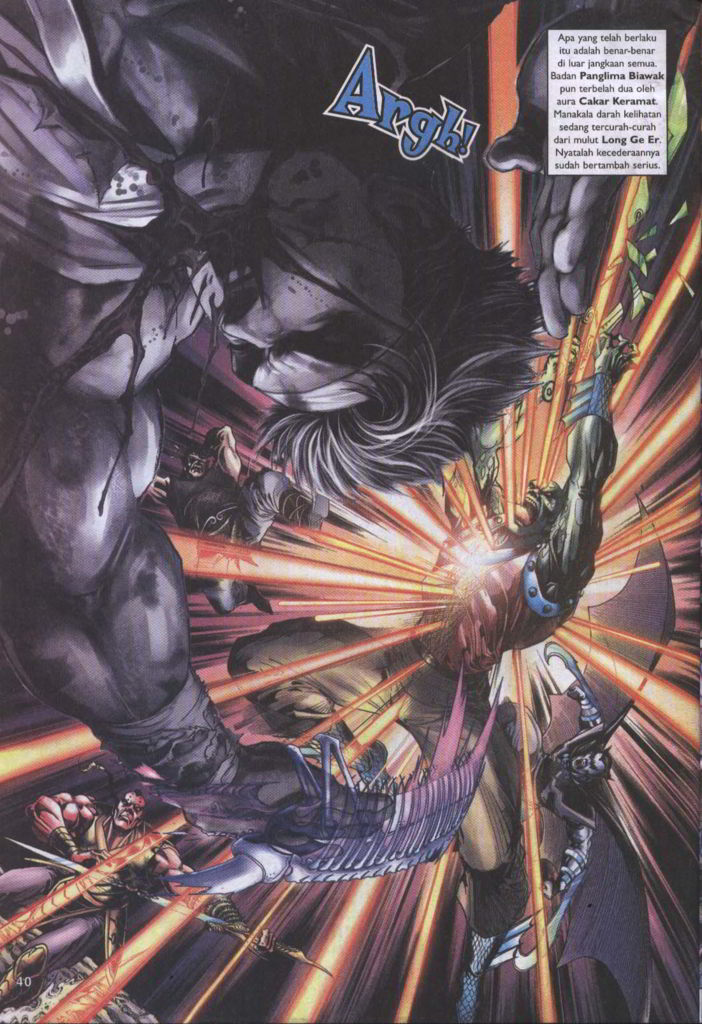 Apa yang telah berlaku
itu adalah benar-benar
di luar jangkaan semua.
Badan Panglima Biawak
pun terbelah dua oleh
aura Cakar Keramat.
Manakala darah kelihatan
sedang tercurah-curah
dari mulut Long Ge Er.
Nyatalah kecederaannya
sudah bertambah serius.
Argh!
40